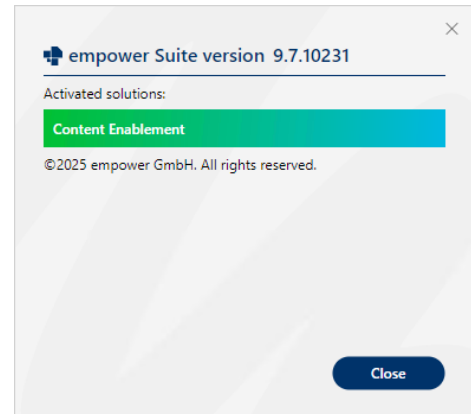 empower Suite version 9.7.10231
Activated solutions:
Content Enablement
©2025 empower GmbH. All rights reserved.
Close